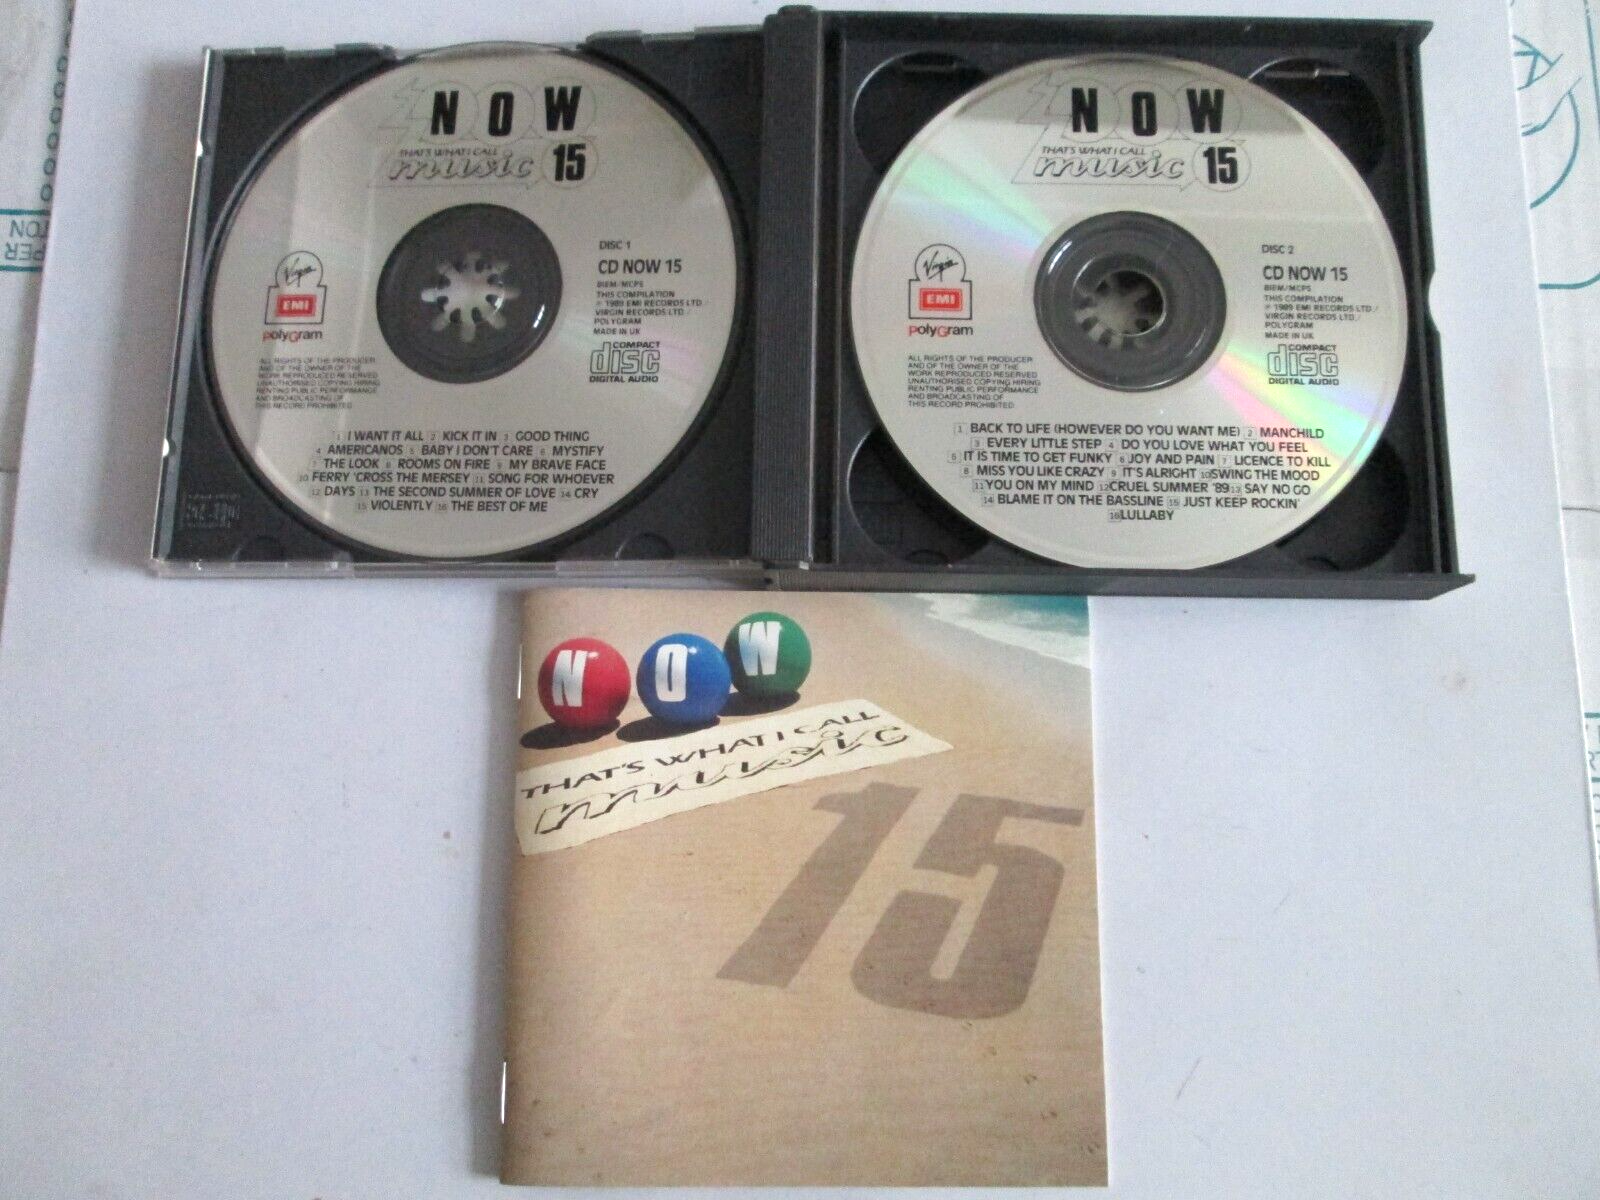 NOW
THAT'S WHAT I CALL
music 15
Virgin
EMI
PolyGram
DISC 1
CD NOW 15
BIEM/MCPS
THIS COMPILATION
℗ 1989 EMI RECORDS LTD./
VIRGIN RECORDS LTD./
POLYGRAM
MADE IN UK
COMPACT
disc
DIGITAL AUDIO
ALL RIGHTS OF THE PRODUCER
AND OF THE OWNER OF THE
WORK REPRODUCED RESERVED
UNAUTHORISED COPYING HIRING
RENTING PUBLIC PERFORMANCE
AND BROADCASTING OF
THIS RECORD PROHIBITED
1 I WANT IT ALL 2 KICK IT IN 3 GOOD THING
4 AMERICANOS 5 BABY I DON'T CARE 6 MYSTIFY
7 THE LOOK 8 ROOMS ON FIRE 9 MY BRAVE FACE
10 FERRY 'CROSS THE MERSEY 11 SONG FOR WHOEVER
12 DAYS 13 THE SECOND SUMMER OF LOVE 14 CRY
15 VIOLENTLY 16 THE BEST OF ME
NOW
THAT'S WHAT I CALL
music 15
Virgin
EMI
PolyGram
DISC 2
CD NOW 15
BIEM/MCPS
THIS COMPILATION
℗ 1989 EMI RECORDS LTD./
VIRGIN RECORDS LTD./
POLYGRAM
MADE IN UK
COMPACT
disc
DIGITAL AUDIO
ALL RIGHTS OF THE PRODUCER
AND OF THE OWNER OF THE
WORK REPRODUCED RESERVED
UNAUTHORISED COPYING HIRING
RENTING PUBLIC PERFORMANCE
AND BROADCASTING OF
THIS RECORD PROHIBITED
1 BACK TO LIFE (HOWEVER DO YOU WANT ME) 2 MANCHILD
3 EVERY LITTLE STEP 4 DO YOU LOVE WHAT YOU FEEL
5 IT IS TIME TO GET FUNKY 6 JOY AND PAIN 7 LICENCE TO KILL
8 MISS YOU LIKE CRAZY 9 IT'S ALRIGHT 10 SWING THE MOOD
11 YOU ON MY MIND 12 CRUEL SUMMER '89 13 SAY NO GO
14 BLAME IT ON THE BASSLINE 15 JUST KEEP ROCKIN'
16 LULLABY
NOW
THAT'S WHAT I CALL
music
15